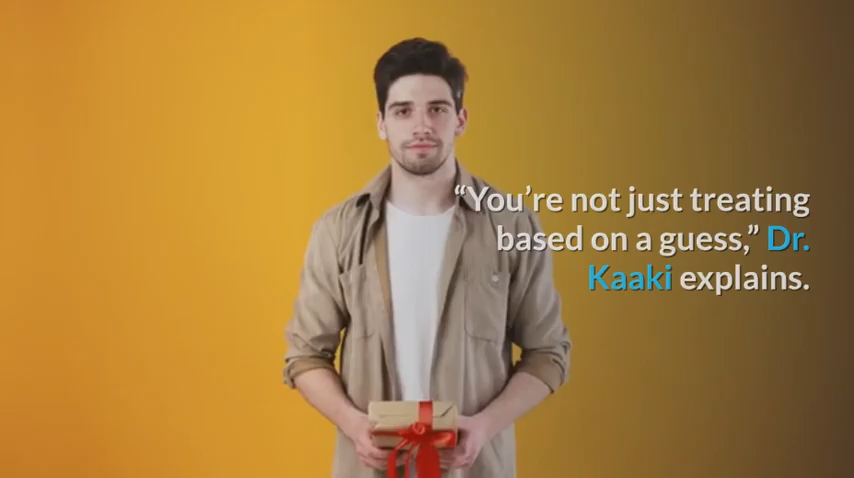 “You’re not just treating
based on a guess,” Dr.
Kaaki explains.